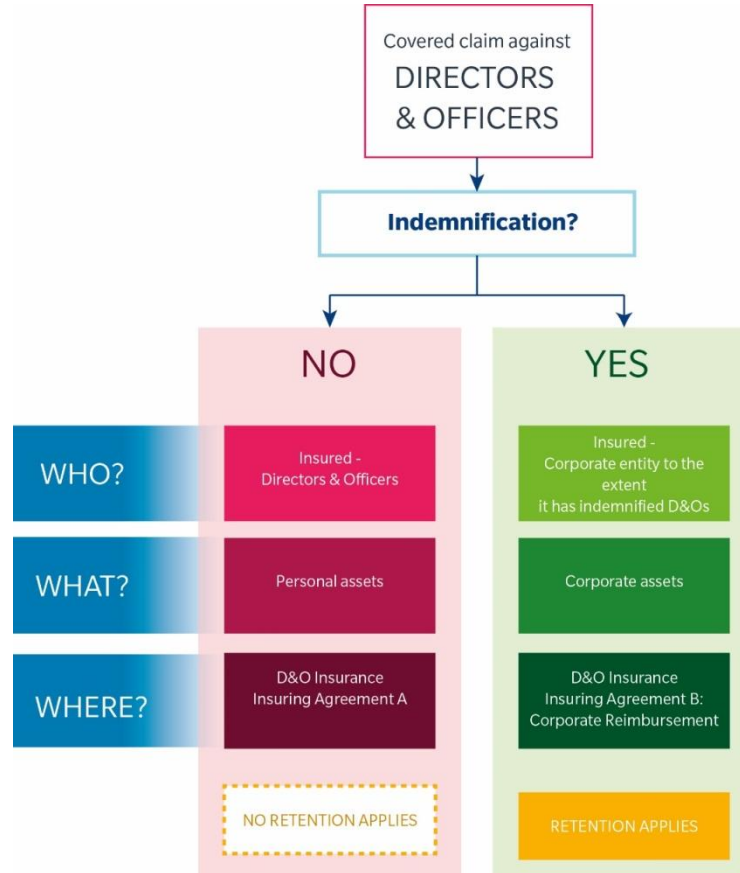 Covered claim against
DIRECTORS
& OFFICERS
Indemnification?
NO
YES
WHO?
Insured -
Directors & Officers
Insured -
Corporate entity to the
extent
it has indemnified D&Os
WHAT?
Personal assets
Corporate assets
WHERE?
D&O Insurance
Insuring Agreement A
D&O Insurance
Insuring Agreement B:
Corporate Reimbursement
NO RETENTION APPLIES
RETENTION APPLIES